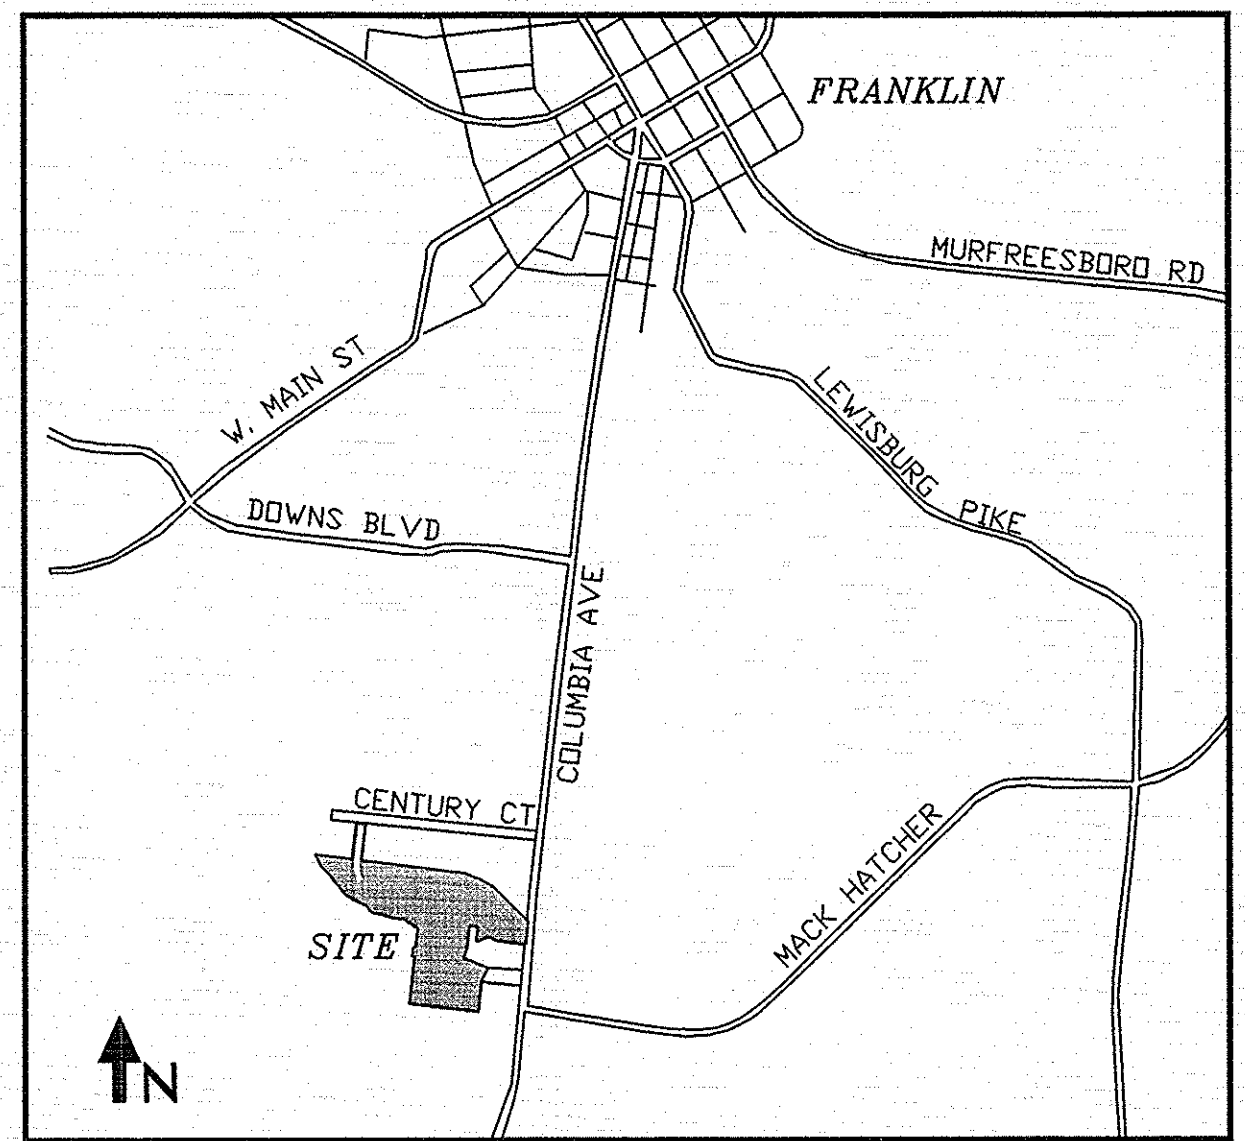 FRANKLIN
MURFREESBORO RD
W. MAIN ST
LEWISBURG PIKE
DOWNS BLVD
COLUMBIA AVE
CENTURY CT
MACK HATCHER
SITE
N